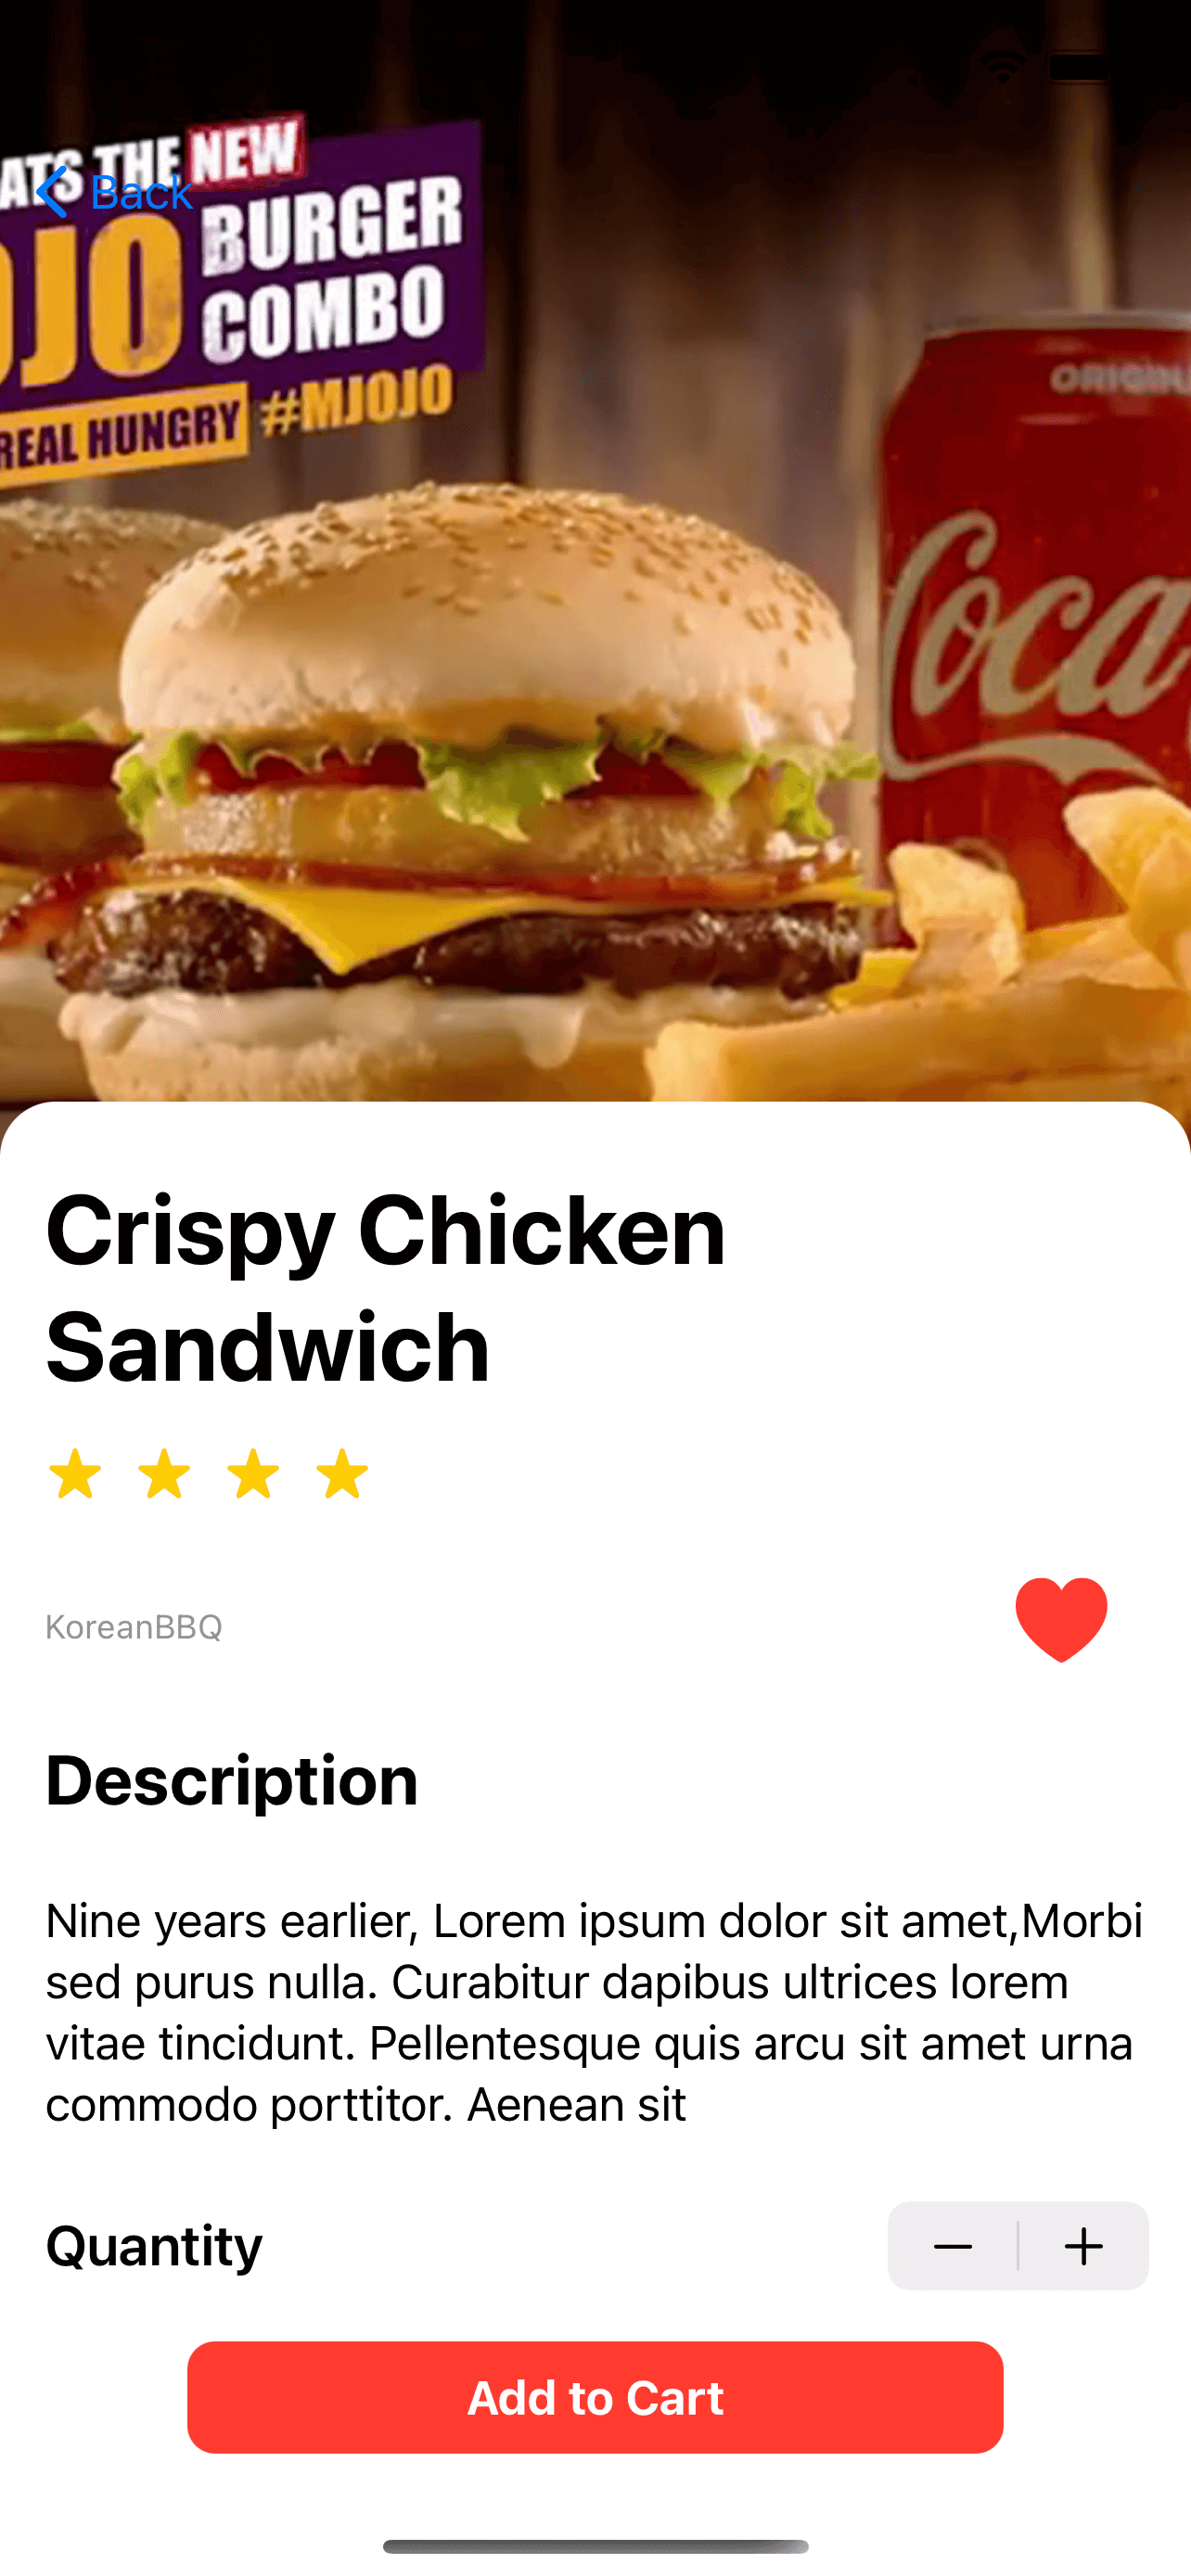 ATS THE NEW
Back
JO BURGER
COMBO
REAL HUNGRY #MJOJO
Coca
Crispy Chicken
Sandwich
KoreanBBQ
Description
Nine years earlier, Lorem ipsum dolor sit amet,Morbi
sed purus nulla. Curabitur dapibus ultrices lorem
vitae tincidunt. Pellentesque quis arcu sit amet urna
commodo porttitor. Aenean sit
Quantity
Add to Cart